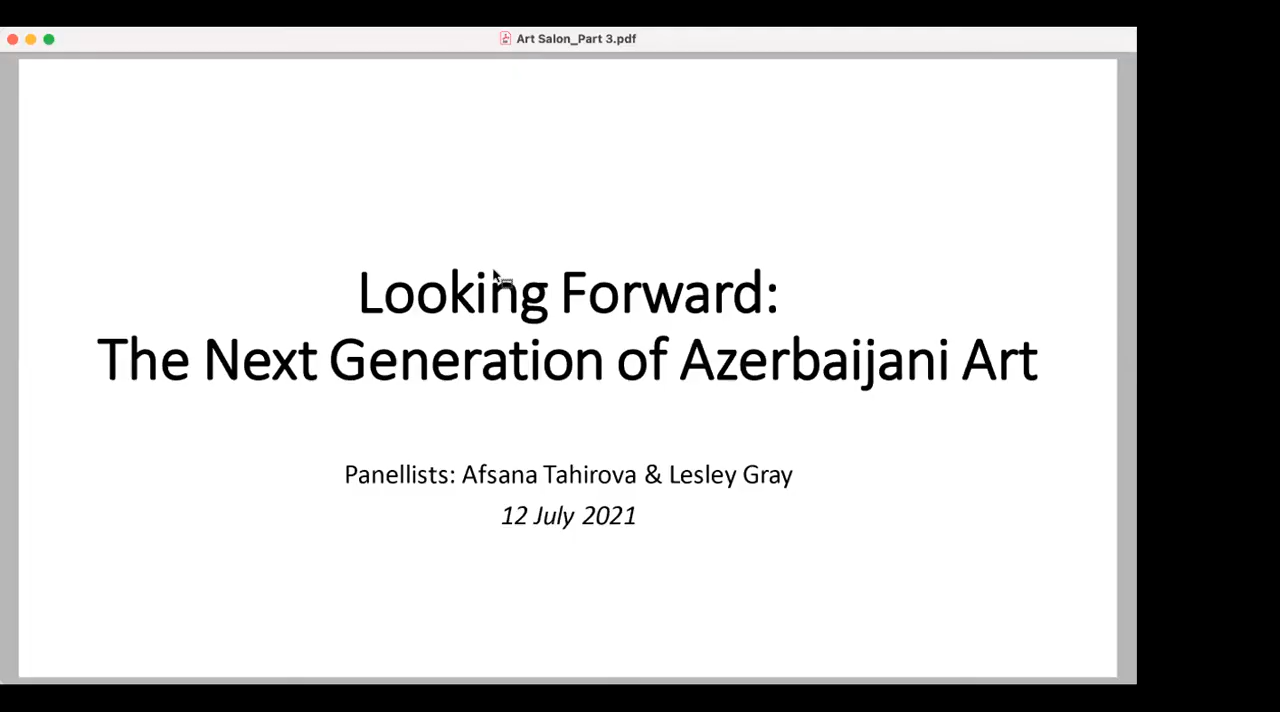 Art Salon_Part 3.pdf
Looking Forward:
The Next Generation of Azerbaijani Art
Panellists: Afsana Tahirova & Lesley Gray
12 July 2021